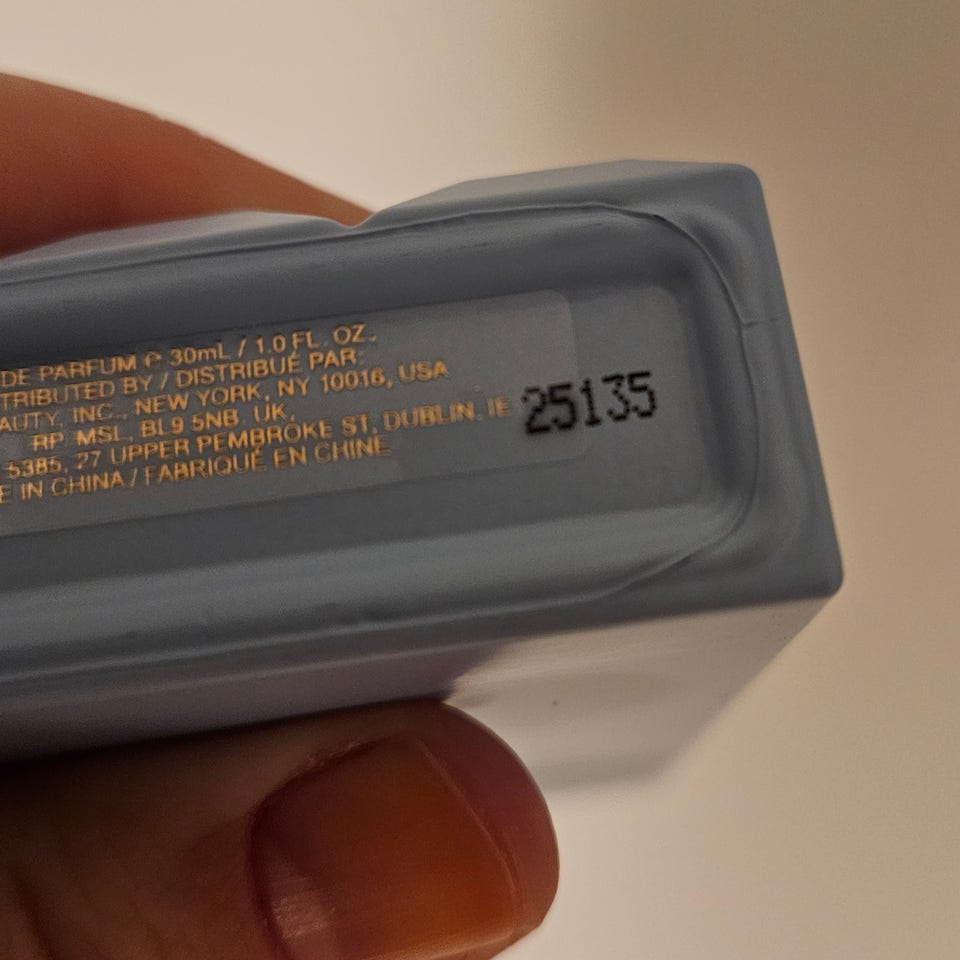 DE PARFUM ℮ 30mL / 1.0 FL. OZ.
TRIBUTED BY / DISTRIBUÉ PAR:
AUTY, INC., NEW YORK, NY 10016, USA
RP MSL, BL9 5NB, UK,
5385, 27 UPPER PEMBROKE ST, DUBLIN, IE
E IN CHINA / FABRIQUÉ EN CHINE
25135